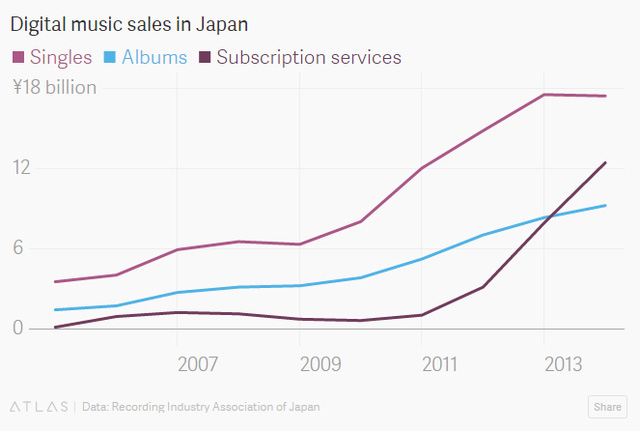 Digital music sales in Japan
Singles Albums Subscription services
¥18 billion
12
6
0
2007 2009 2011 2013
ATLAS | Data: Recording Industry Association of Japan Share